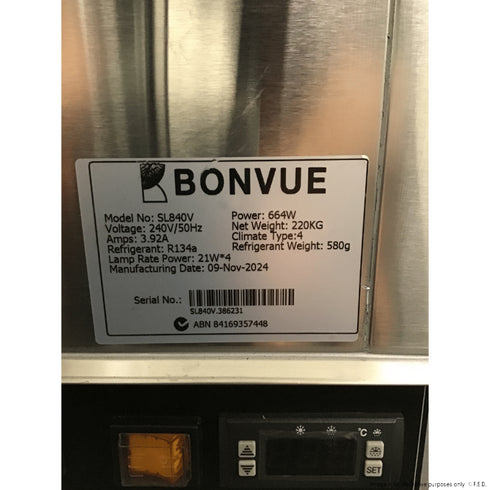 BONVUE
Model No: SL840V
Voltage: 240V/50Hz
Amps: 3.92A
Refrigerant: R134a
Lamp Rate Power: 21W*4
Manufacturing Date: 09-Nov-2024
Power: 664W
Net Weight: 220KG
Climate Type:4
Refrigerant Weight: 580g
Serial No.:
SL840V.386231
ABN 84169357448
°C
SET
purposes only © F.E.D.